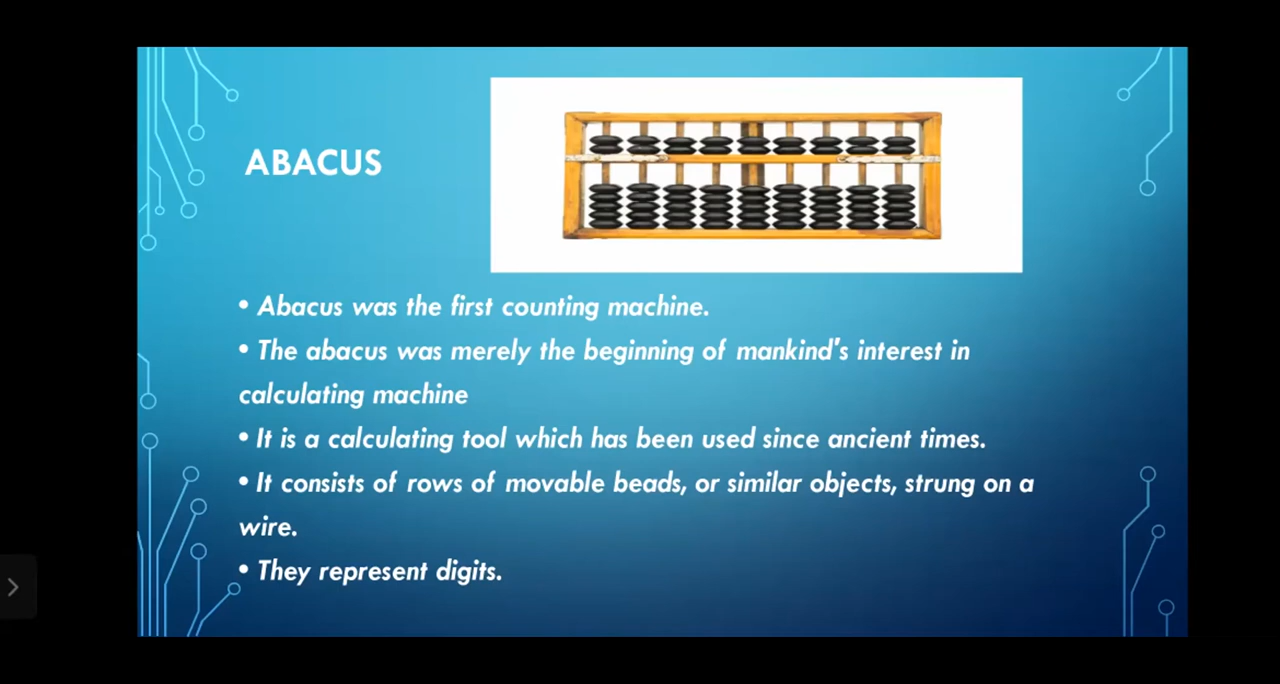 ABACUS
• Abacus was the first counting machine.
• The abacus was merely the beginning of mankind's interest in
calculating machine
• It is a calculating tool which has been used since ancient times.
• It consists of rows of movable beads, or similar objects, strung on a
wire.
• They represent digits.